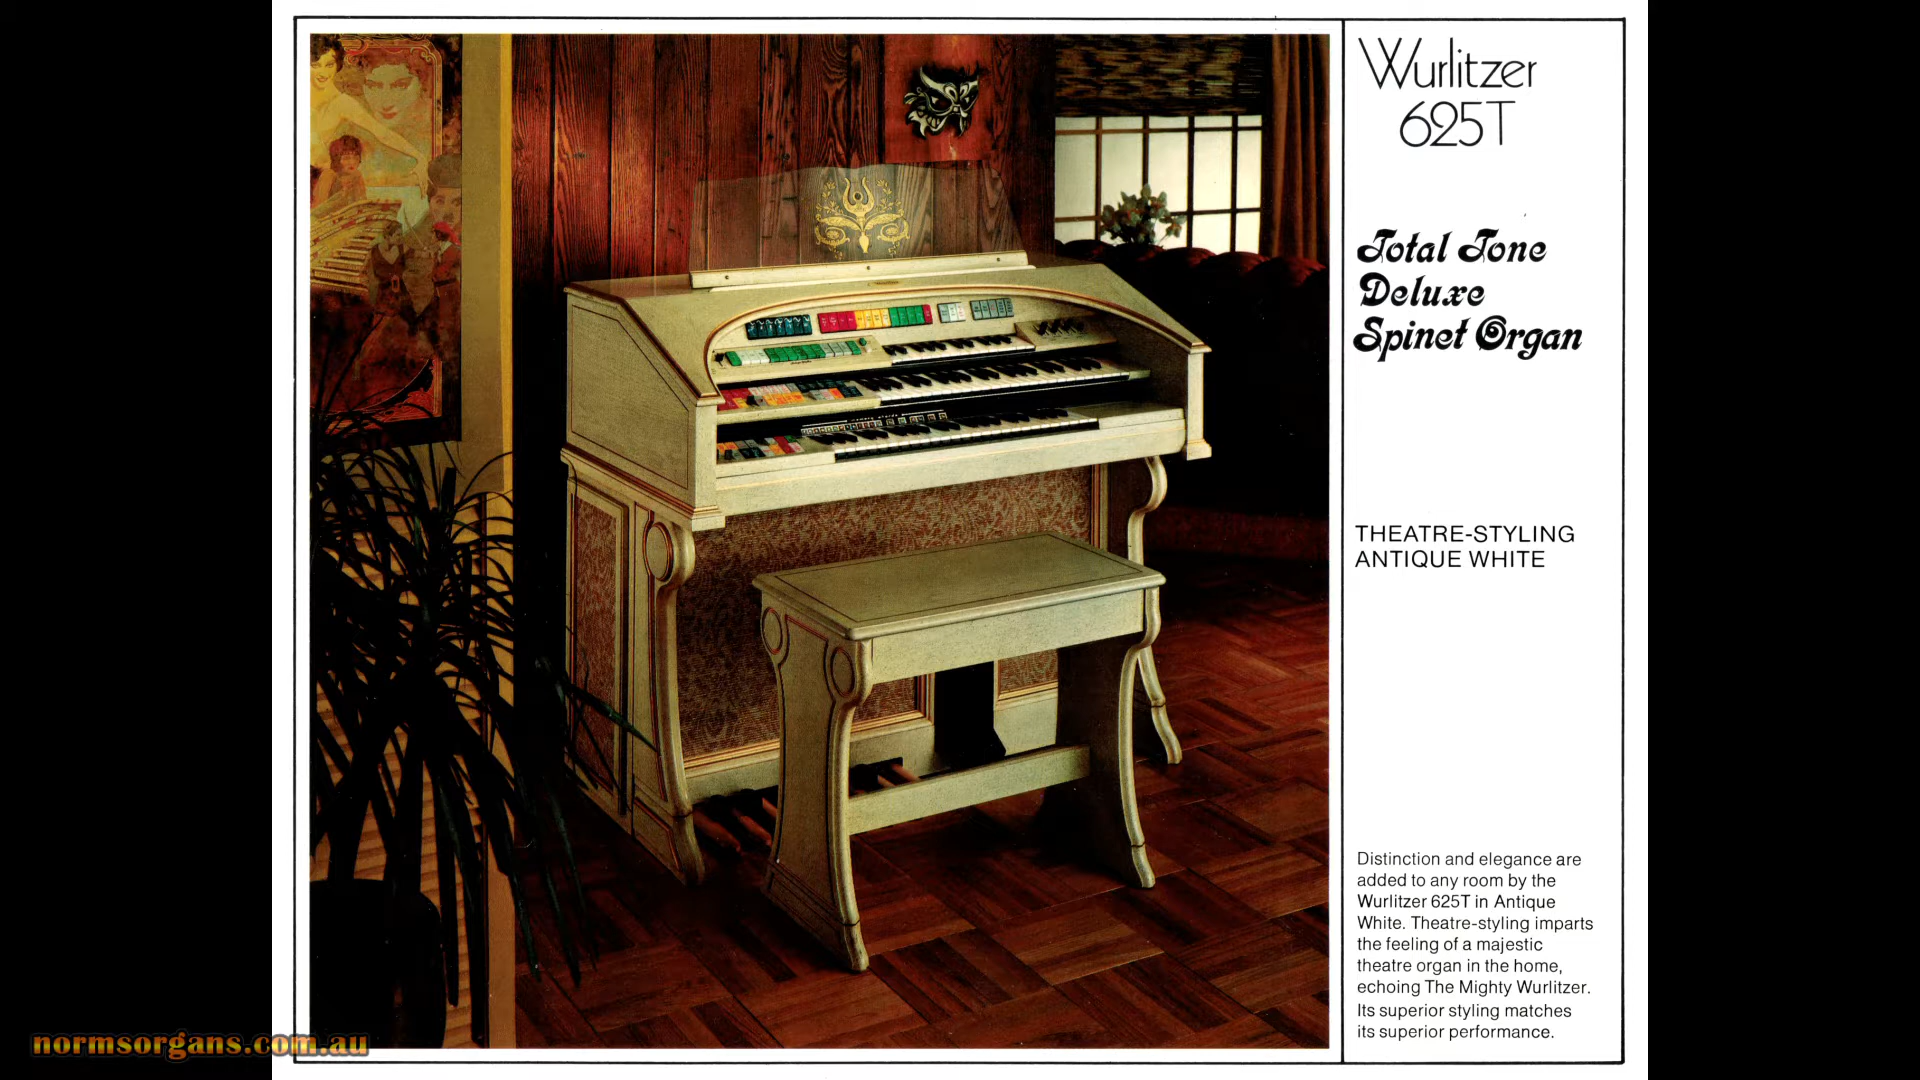 Wurlitzer
625T
Total Tone
Deluxe
Spinet Organ
THEATRE-STYLING
ANTIQUE WHITE
Distinction and elegance are
added to any room by the
Wurlitzer 625T in Antique
White. Theatre-styling imparts
the feeling of a majestic
theatre organ in the home,
echoing The Mighty Wurlitzer.
Its superior styling matches
its superior performance.
normsorgans.com.au